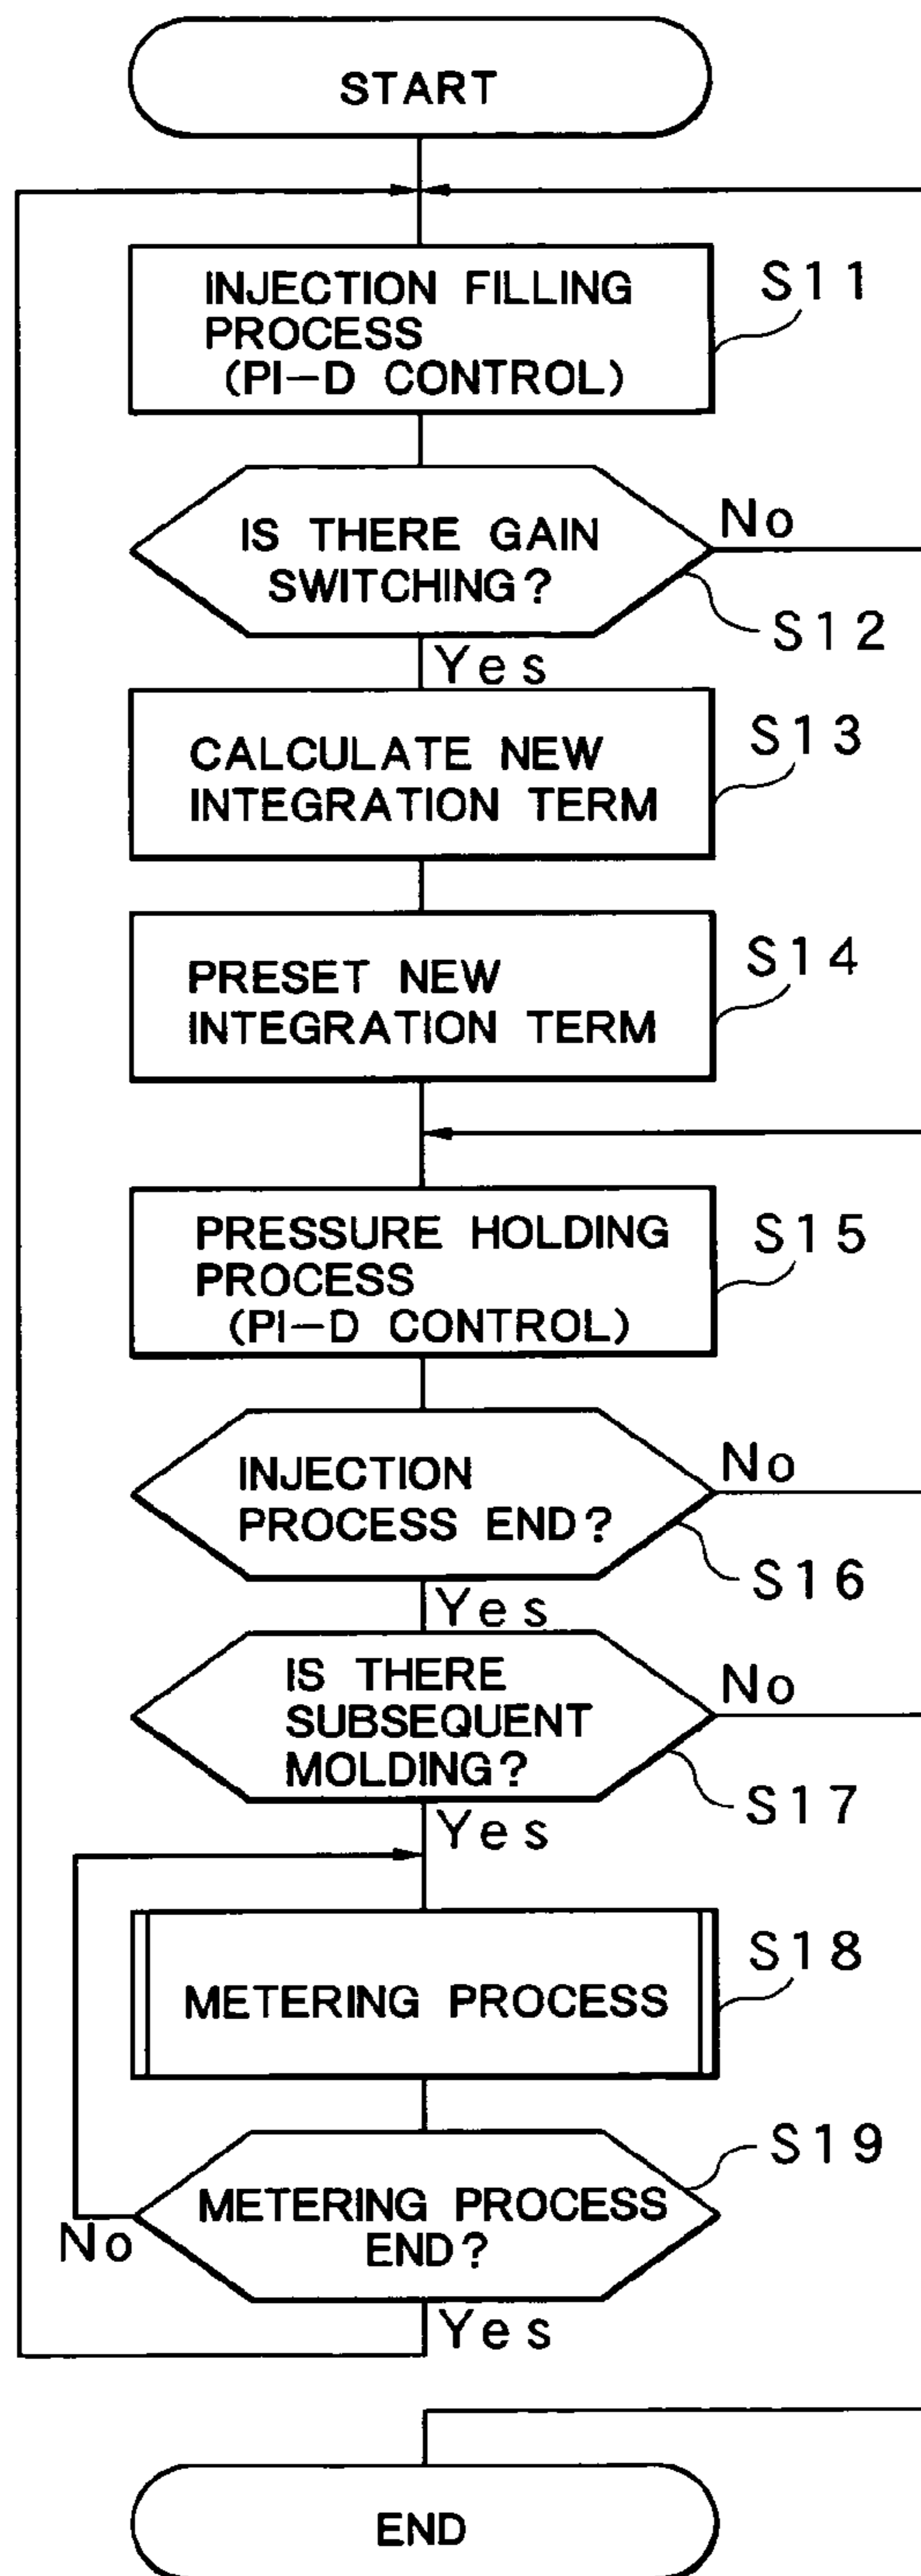 START
INJECTION FILLING
PROCESS
(PI-D CONTROL)
S11
IS THERE GAIN
SWITCHING?
No
S12
Yes
CALCULATE NEW
INTEGRATION TERM
S13
PRESET NEW
INTEGRATION TERM
S14
PRESSURE HOLDING
PROCESS
(PI-D CONTROL)
S15
INJECTION
PROCESS END?
No
S16
Yes
IS THERE
SUBSEQUENT
MOLDING?
No
S17
Yes
METERING PROCESS
S18
METERING PROCESS
END?
S19
No
Yes
END